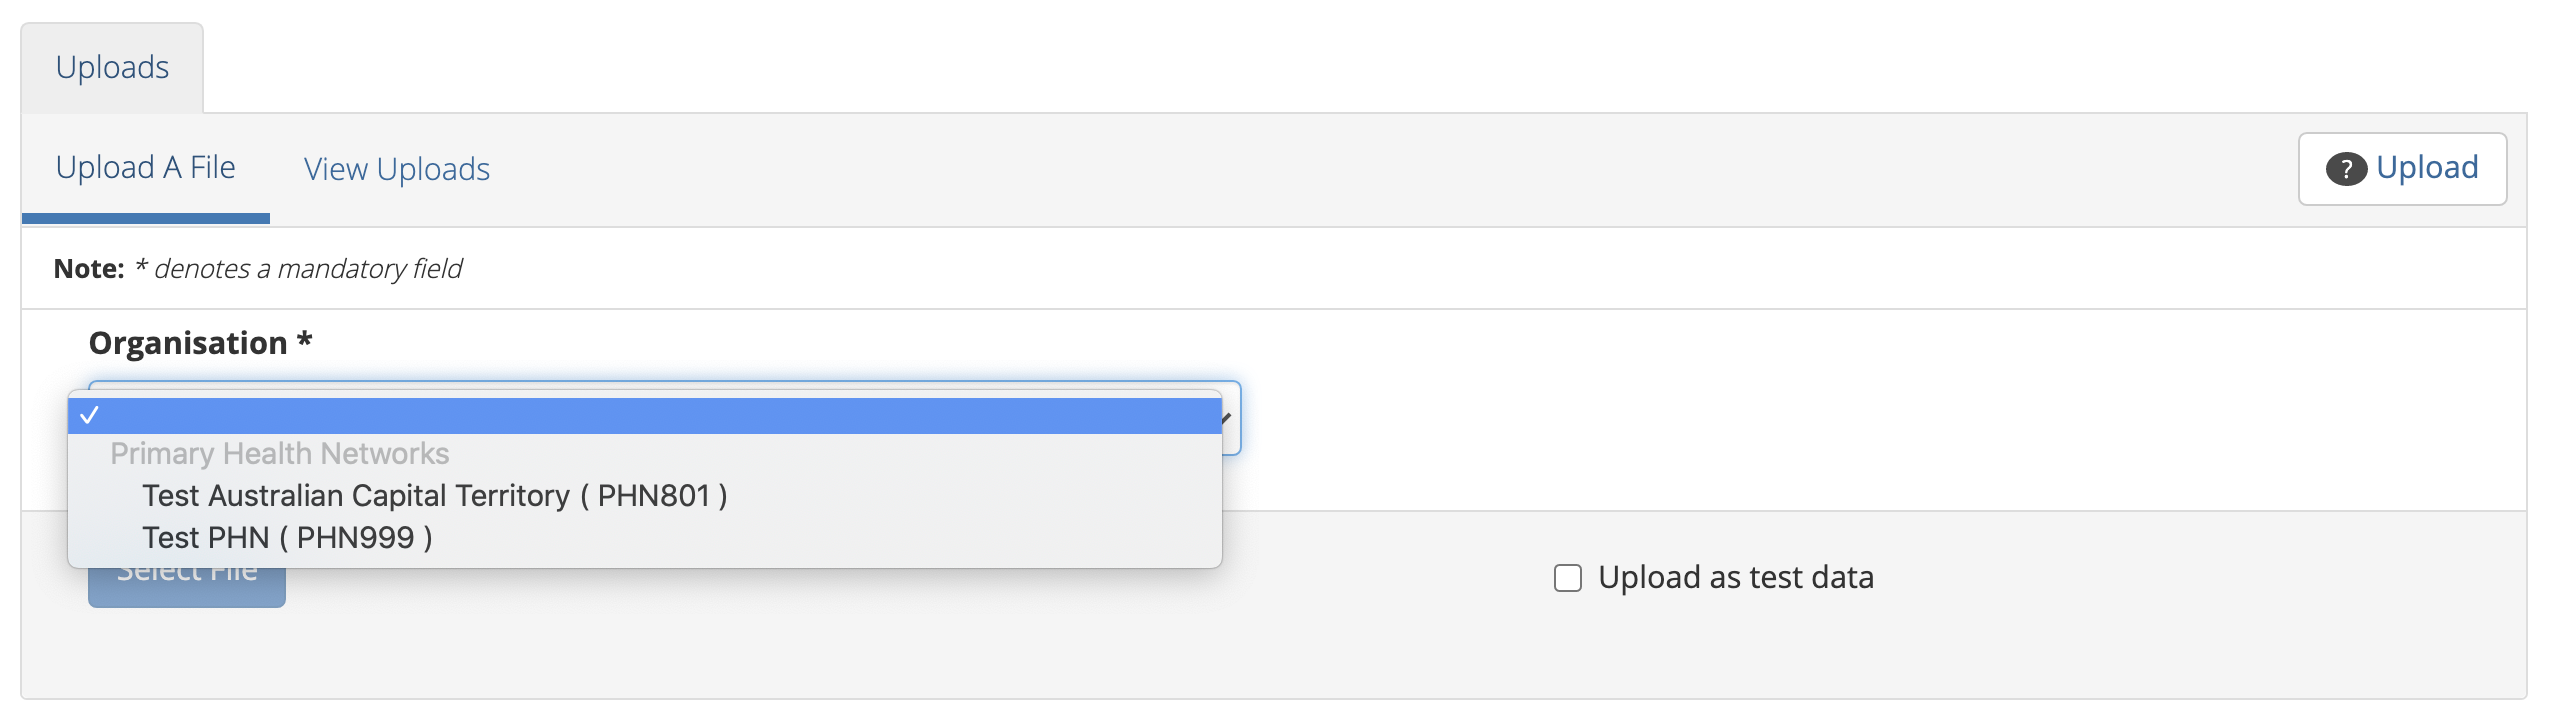 Uploads
Upload A File
View Uploads
? Upload
Note: * denotes a mandatory field
Organisation *
✓
Primary Health Networks
Test Australian Capital Territory ( PHN801 )
Test PHN ( PHN999 )
Select File
Upload as test data